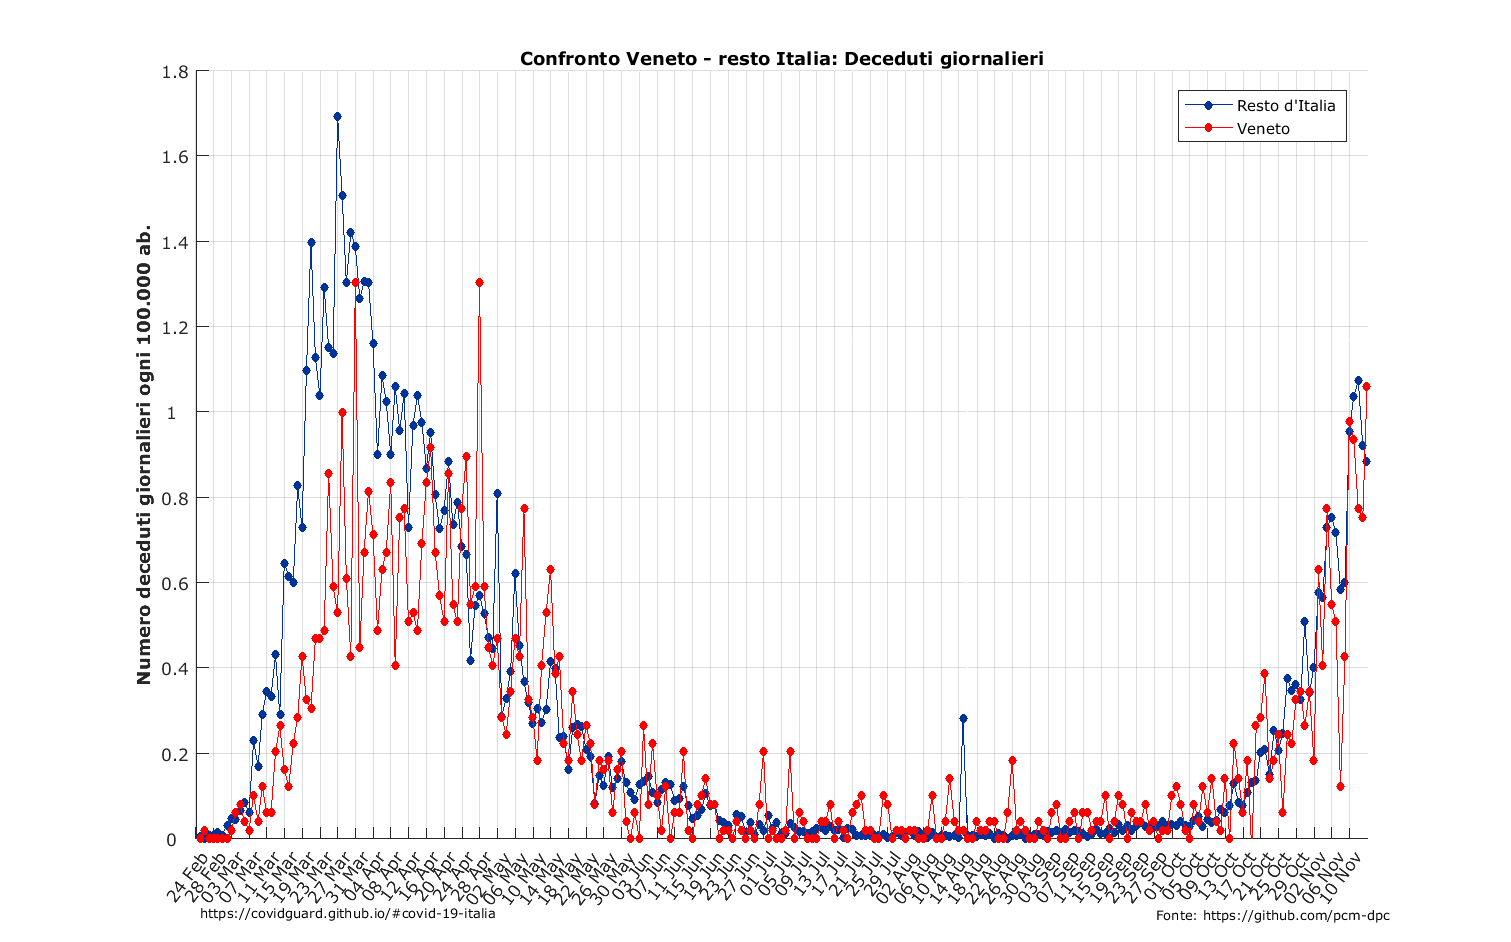 Confronto Veneto - resto Italia: Deceduti giornalieri
Resto d'Italia
Veneto
Numero deceduti giornalieri ogni 100.000 ab.
1.8
1.6
1.4
1.2
1
0.8
0.6
0.4
0.2
0
24 Feb
28 Feb
03 Mar
07 Mar
11 Mar
15 Mar
19 Mar
23 Mar
27 Mar
31 Mar
04 Apr
08 Apr
12 Apr
16 Apr
20 Apr
24 Apr
28 Apr
02 May
06 May
10 May
14 May
18 May
22 May
26 May
30 May
03 Jun
07 Jun
11 Jun
15 Jun
19 Jun
23 Jun
27 Jun
01 Jul
05 Jul
09 Jul
13 Jul
17 Jul
21 Jul
25 Jul
29 Jul
02 Aug
06 Aug
10 Aug
14 Aug
18 Aug
22 Aug
26 Aug
30 Aug
03 Sep
07 Sep
11 Sep
15 Sep
19 Sep
23 Sep
27 Sep
01 Oct
05 Oct
09 Oct
13 Oct
17 Oct
21 Oct
25 Oct
29 Oct
02 Nov
06 Nov
10 Nov
https://covidguard.github.io/#covid-19-italia
Fonte: https://github.com/pcm-dpc